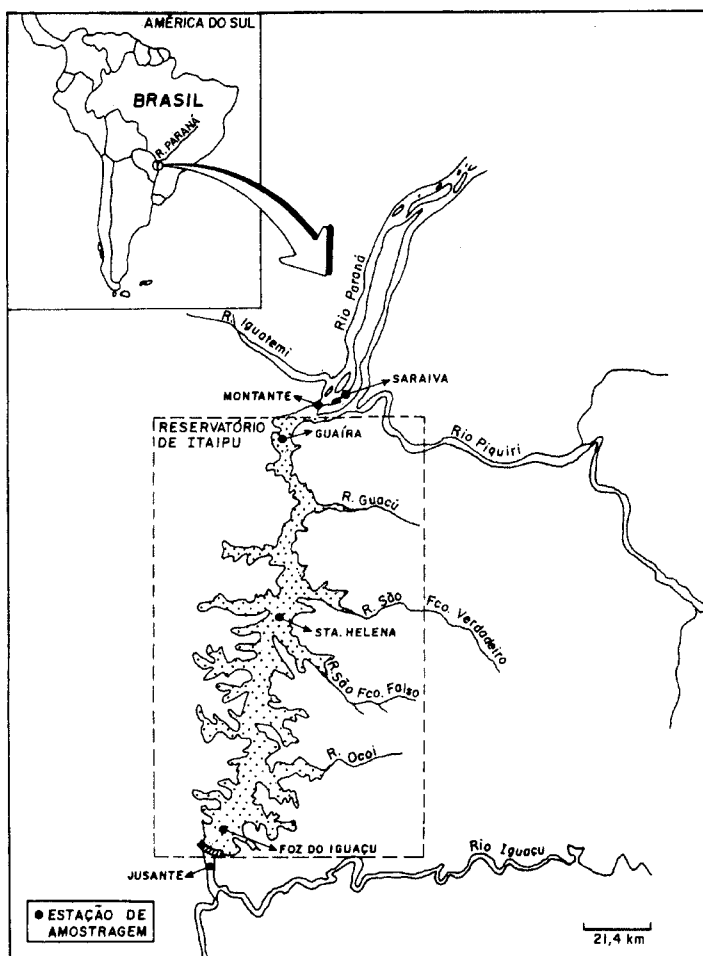 AMÉRICA DO SUL
BRASIL
R. PARANÁ
Rio Paraná
R. Iguatemi
SARAIVA
MONTANTE
RESERVATÓRIO
DE ITAIPU
GUAÍRA
Rio Piquiri
R. Guaçú
R. São Fco. Verdadeiro
STA. HELENA
R. São Fco. Falso
R. Ocoí
FOZ DO IGUAÇU
Rio Iguaçu
JUSANTE
ESTAÇÃO DE
AMOSTRAGEM
21,4 km